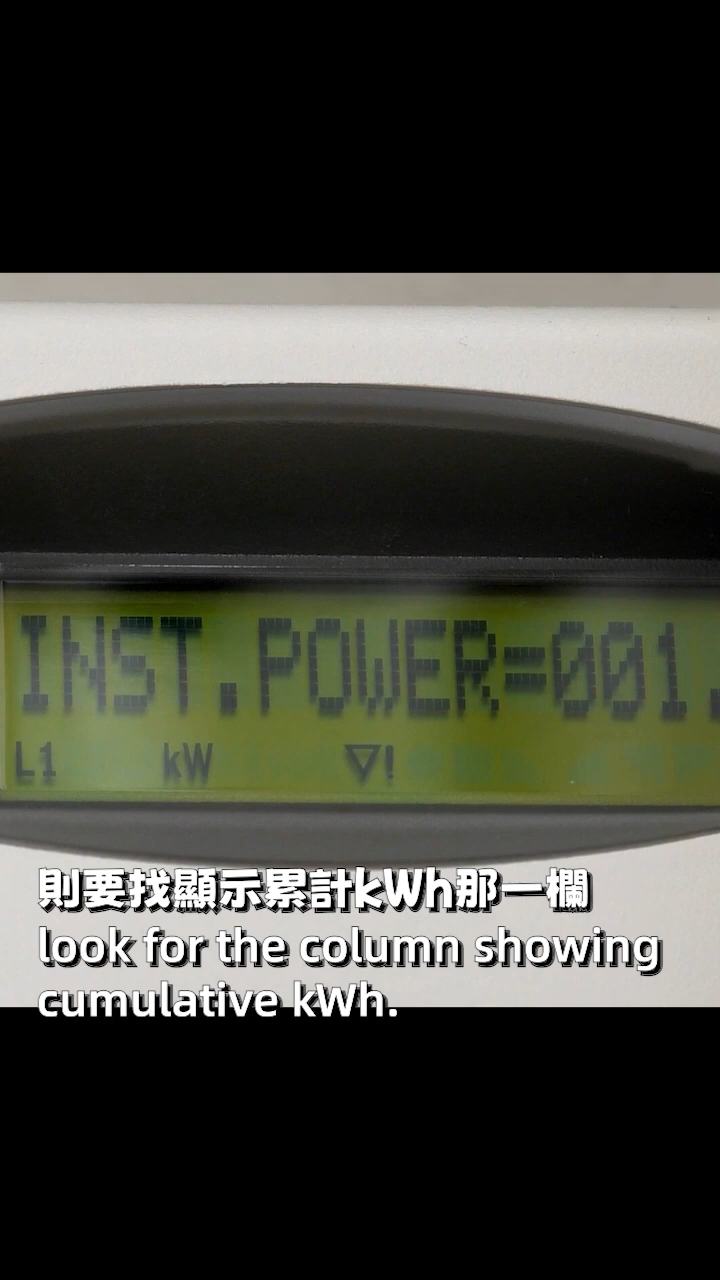 INST.POWER=001.
L1 kW ▽!
則要找顯示累計kWh那一欄
look for the column showing
cumulative kWh.